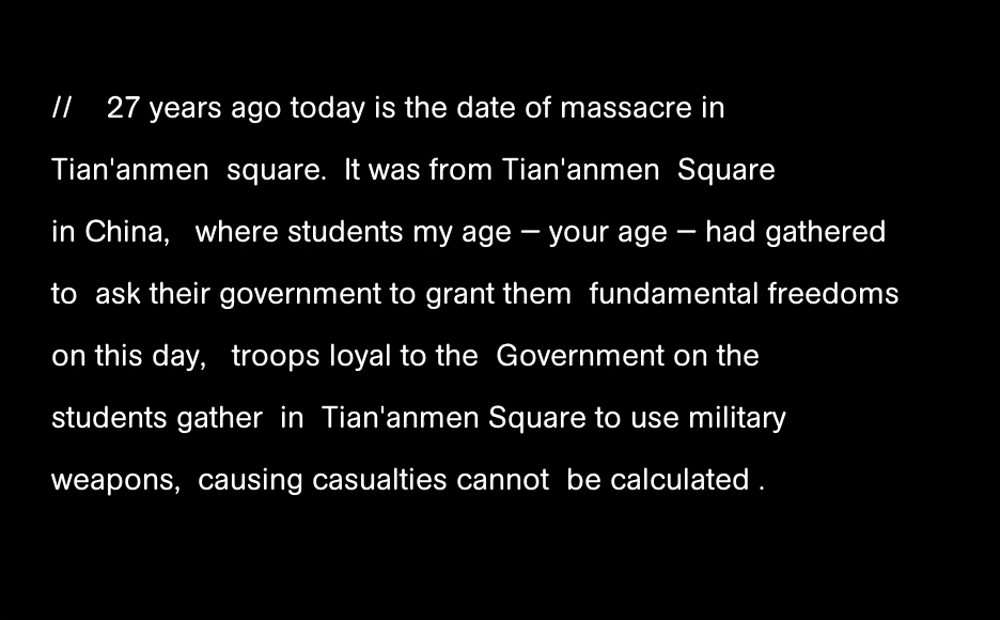 // 27 years ago today is the date of massacre in
Tian'anmen square. It was from Tian'anmen Square
in China, where students my age – your age – had gathered
to ask their government to grant them fundamental freedoms
on this day, troops loyal to the Government on the
students gather in Tian'anmen Square to use military
weapons, causing casualties cannot be calculated .